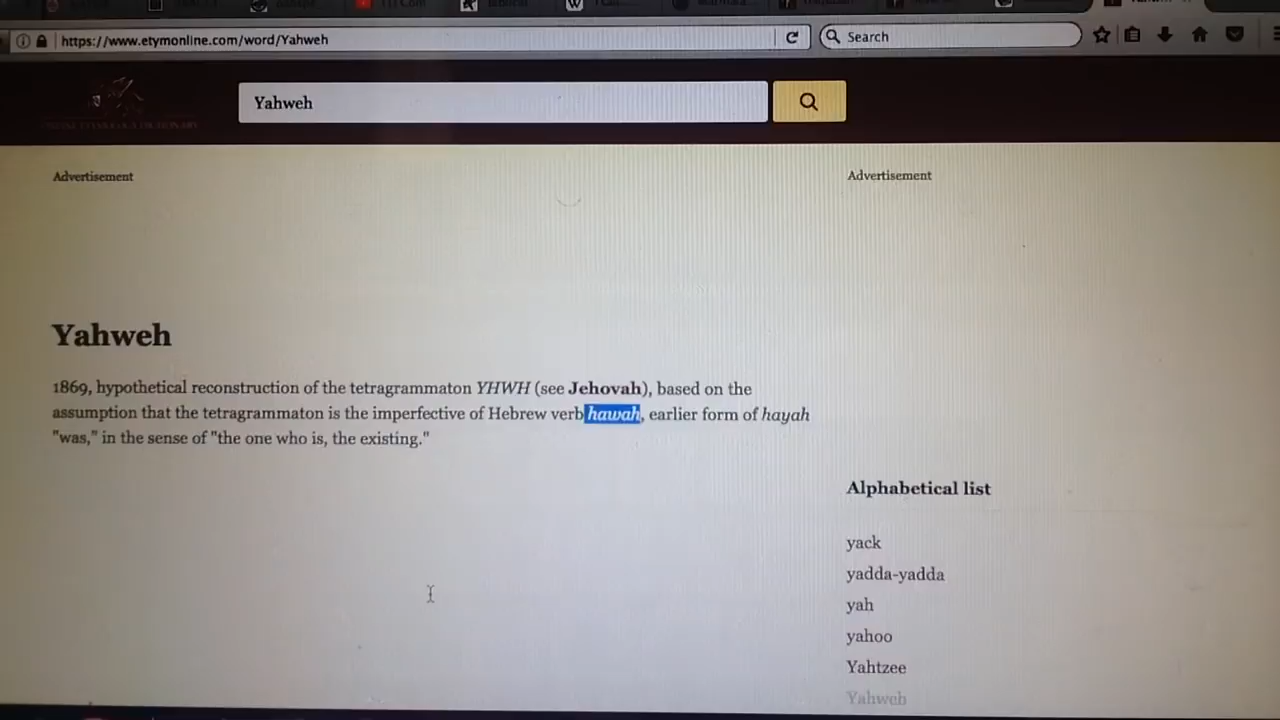 https://www.etymonline.com/word/Yahweh
Search
Yahweh
Advertisement
Advertisement
Yahweh
1869, hypothetical reconstruction of the tetragrammaton YHWH (see Jehovah), based on the
assumption that the tetragrammaton is the imperfective of Hebrew verb hawah, earlier form of hayah
"was," in the sense of "the one who is, the existing."
Alphabetical list
yack
yadda-yadda
yah
yahoo
Yahtzee
Yahweh